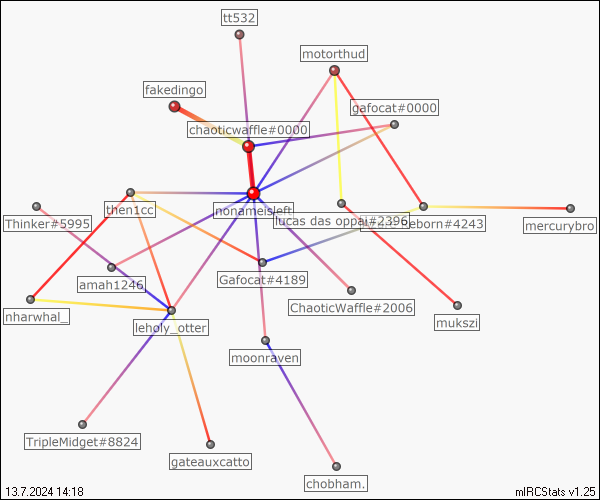 tt532
motorthud
fakedingo
gafocat#0000
chaoticwaffle#0000
then1cc
nonameisleft
lucas das oppai#2396
eborn#4243
mercurybro
Thinker#5995
amah1246
Gafocat#4189
ChaoticWaffle#2006
nharwhal_
leholy_otter
mukszi
moonraven
TripleMidget#8824
gateauxcatto
chobham.
13.7.2024 14:18
mIRCStats v1.25